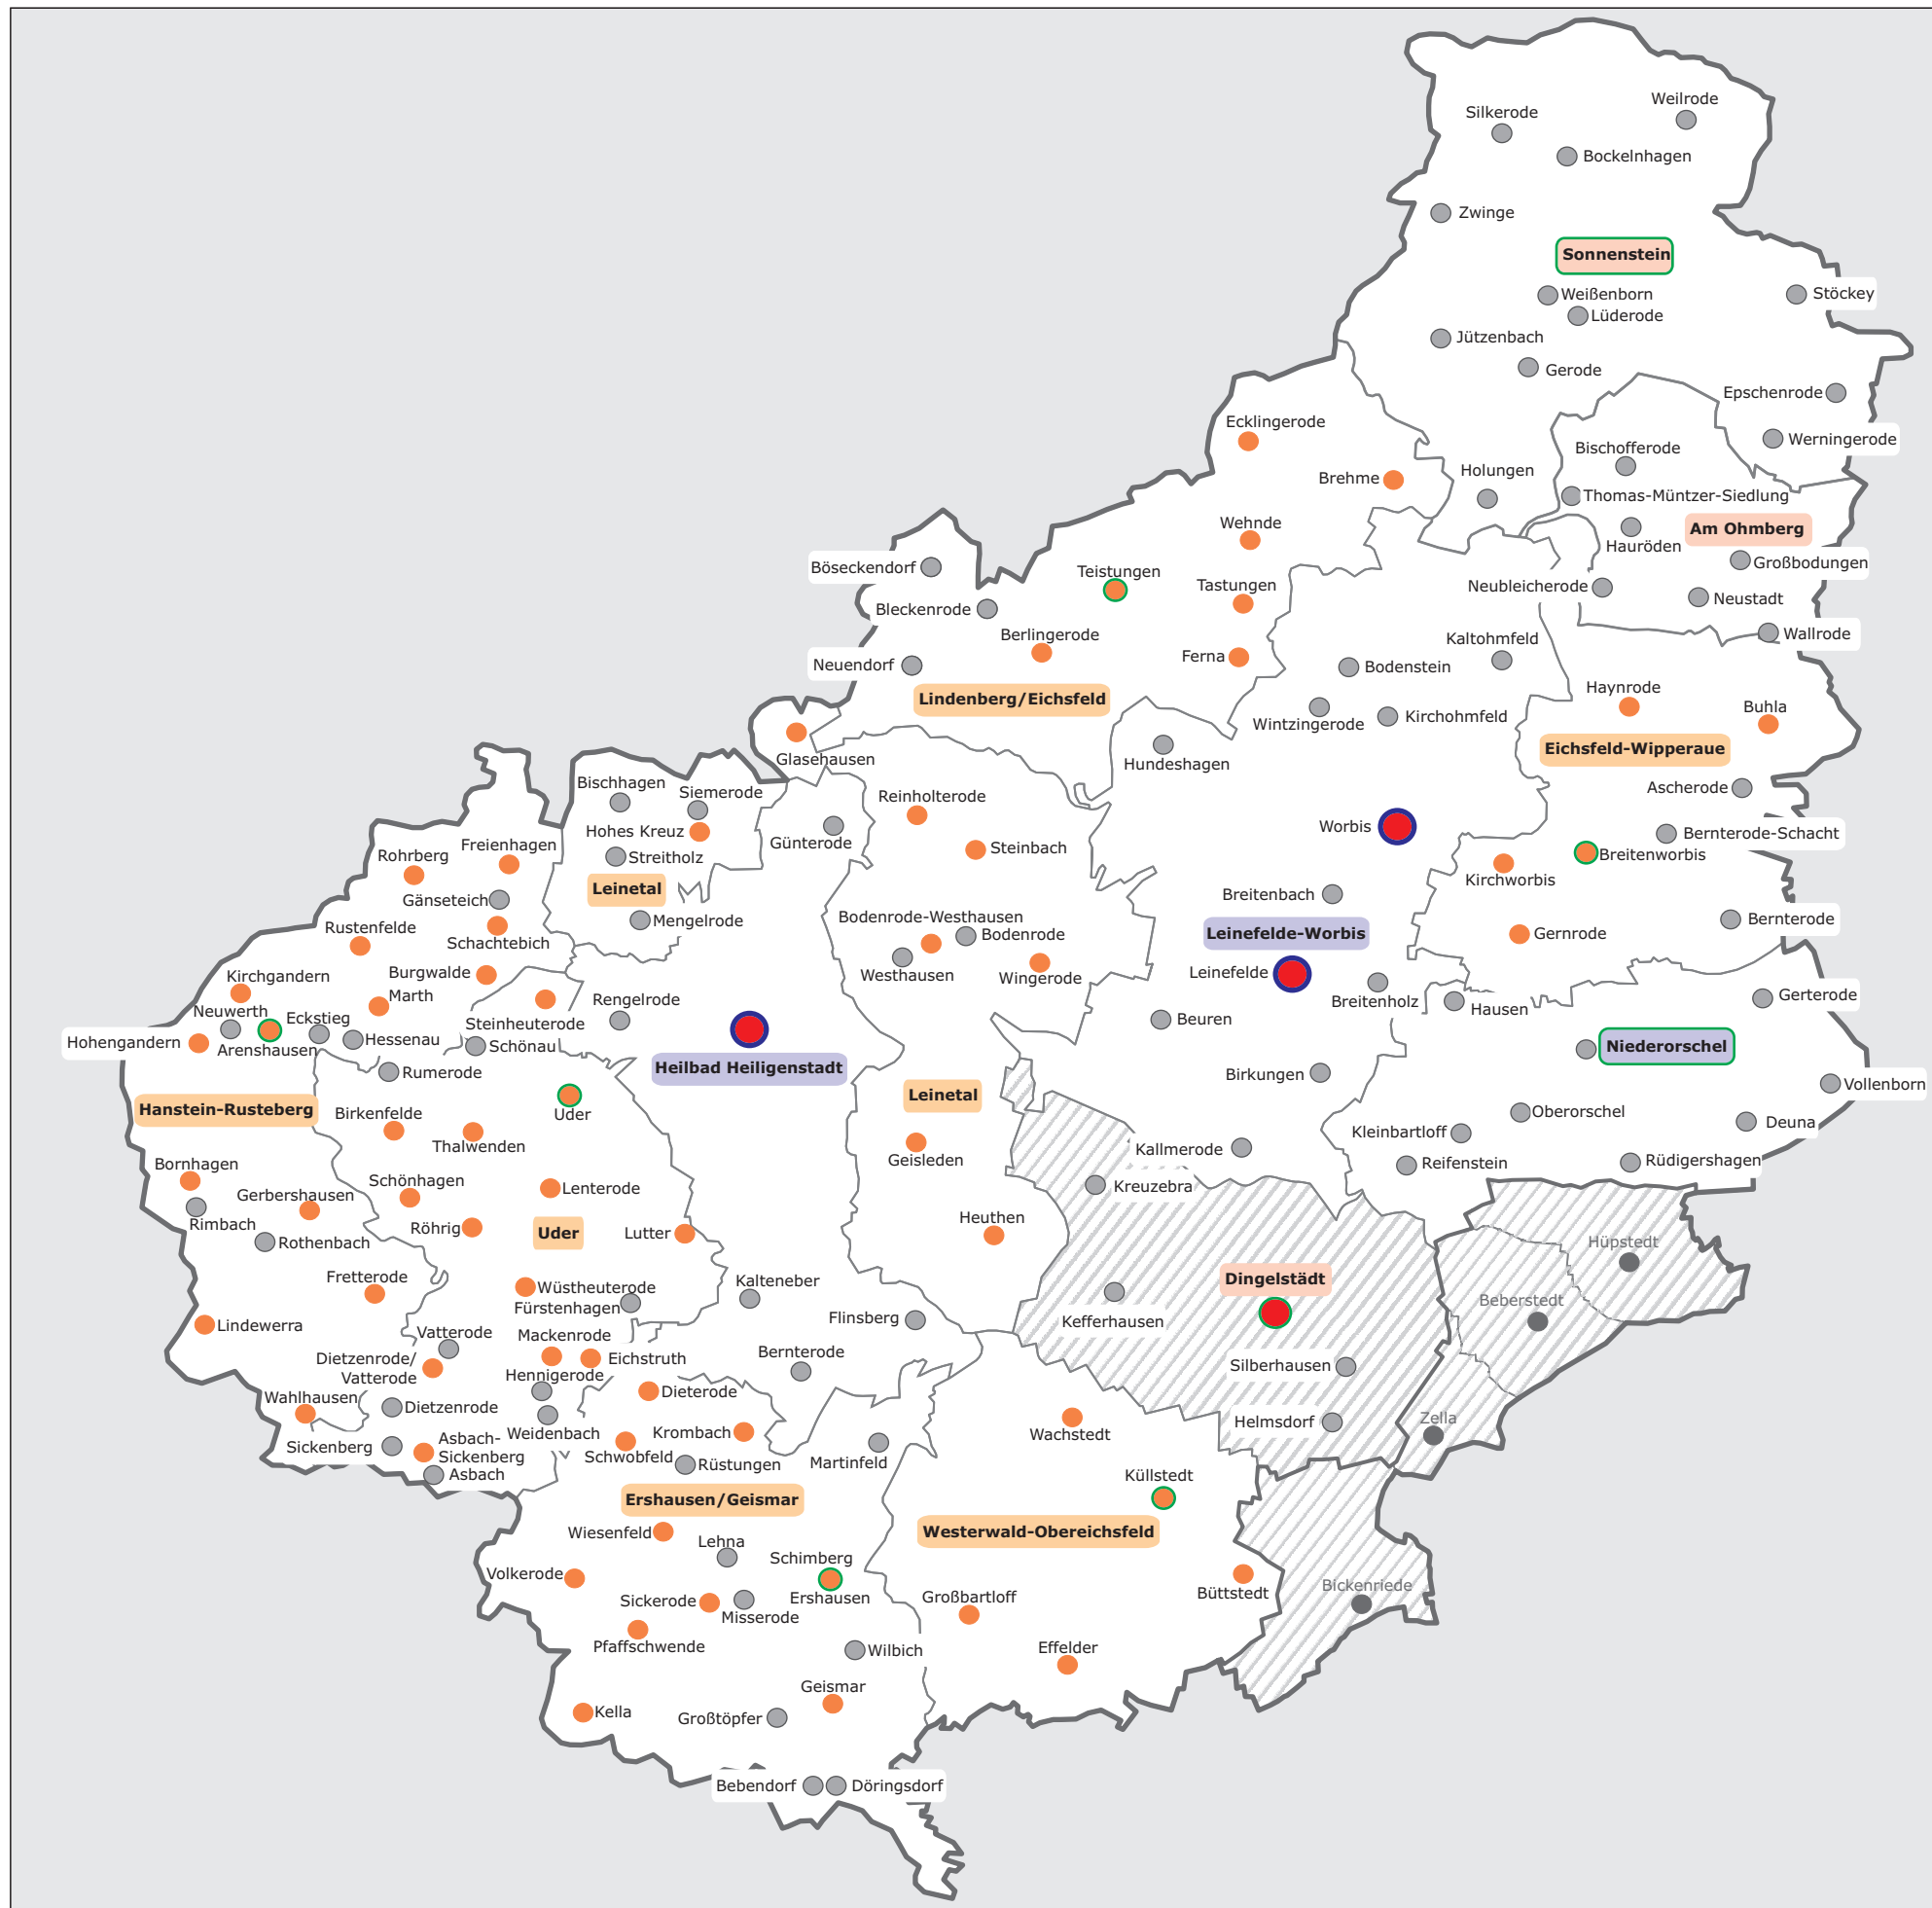 Weilrode
Silkerode
Bockelnhagen
Zwinge
Sonnenstein
Weißenborn
Stöckey
Lüderode
Jützenbach
Gerode
Epschenrode
Ecklingerode
Werningerode
Bischofferode
Brehme
Holungen
Thomas-Müntzer-Siedlung
Wehnde
Am Ohmberg
Hauröden
Großbodungen
Böseckendorf
Teistungen
Tastungen
Neubleicherode
Neustadt
Bleckenrode
Berlingerode
Kaltohmfeld
Wallrode
Neuendorf
Ferna
Bodenstein
Lindenberg/Eichsfeld
Haynrode
Buhla
Wintzingerode
Kirchohmfeld
Eichsfeld-Wipperaue
Glasehausen
Hundeshagen
Bischhagen
Siemerode
Reinholterode
Ascherode
Hohes Kreuz
Günterode
Worbis
Bernterode-Schacht
Freienhagen
Rohrberg
Streitholz
Steinbach
Breitenworbis
Kirchworbis
Leinetal
Gänseteich
Breitenbach
Mengelrode
Bodenrode-Westhausen
Bernterode
Rustenfelde
Schachtebich
Bodenrode
Leinefelde-Worbis
Gernrode
Kirchgandern
Burgwalde
Westhausen
Wingerode
Leinefelde
Marth
Rengelrode
Breitenholz
Hausen
Gerterode
Neuwerth
Eckstieg
Steinheuterode
Beuren
Hohengandern
Arenshausen
Hessenau
Schönau
Niederorschel
Rumerode
Heilbad Heiligenstadt
Birkungen
Vollenborn
Hanstein-Rusteberg
Birkenfelde
Uder
Leinetal
Oberorschel
Deuna
Thalwenden
Kleinbartloff
Bornhagen
Geisleden
Kallmerode
Reifenstein
Rüdigershagen
Schönhagen
Lenterode
Kreuzebra
Gerbershausen
Rimbach
Röhrig
Uder
Lutter
Heuthen
Rothenbach
Hüpstedt
Fretterode
Wüstheuterode
Kalteneber
Dingelstädt
Fürstenhagen
Beberstedt
Lindewerra
Flinsberg
Kefferhausen
Vatterode
Mackenrode
Dietzenrode/
Vatterode
Eichstruth
Bernterode
Silberhausen
Hennigerode
Wahlhausen
Dieterode
Dietzenrode
Zella
Weidenbach
Krombach
Helmsdorf
Wachstedt
Sickenberg
Asbach-
Sickenberg
Schwobfeld
Rüstungen
Martinfeld
Asbach
Küllstedt
Ershausen/Geismar
Wiesenfeld
Westerwald-Obereichsfeld
Lehna
Schimberg
Volkerode
Bickenriede
Sickerode
Ershausen
Großbartloff
Büttstedt
Misserode
Pfaffschwende
Wilbich
Effelder
Geismar
Kella
Großtöpfer
Bebendorf
Döringsdorf